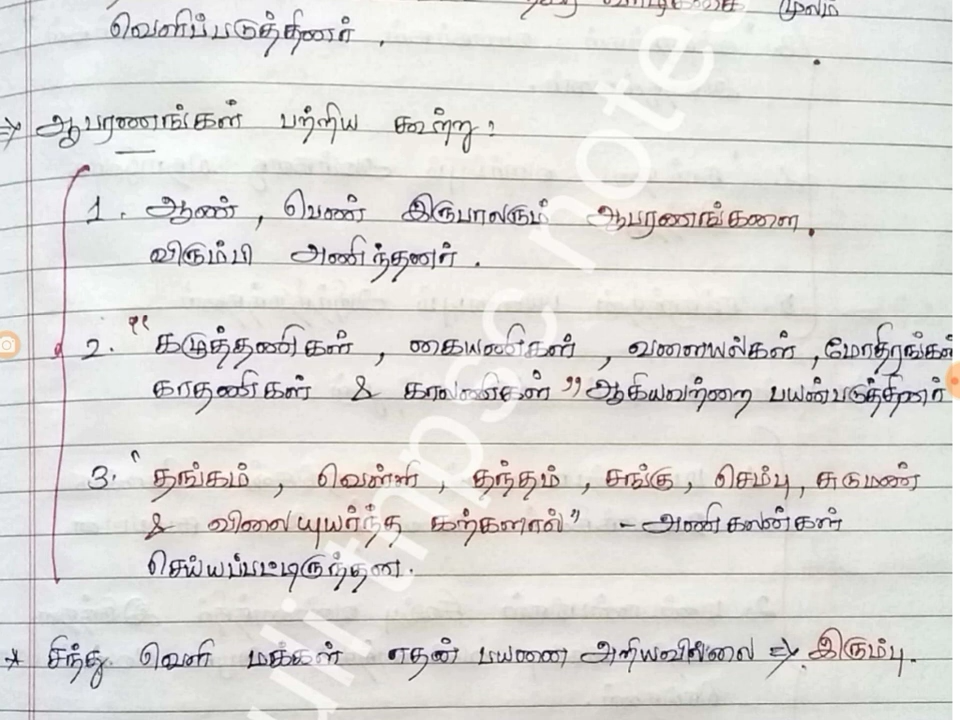 மூலம்
வெளிப்படுத்தினர்.
=> ஆபரணங்கள் பற்றிய கூற்று:
1. ஆண், பெண் இருபாலரும் ஆபரணங்களை
விரும்பி அணிந்தனர்.
2. "கழுத்தணிகள், கையணிகள், வளையல்கள், மோதிரங்கள்
காதணிகள் & காலணிகள்" ஆகியவற்றை பயன்படுத்தினர்
3. "தங்கம், வெள்ளி, தந்தம், சங்கு, செம்பு, சுருமண்
& விலையுயர்ந்த கற்களால்" - அணிகலன்கள்
செய்யப்பட்டிருந்தன.
* சிந்து வெளி மக்கள் எதன் பயனை அறியவில்லை => இரும்பு.